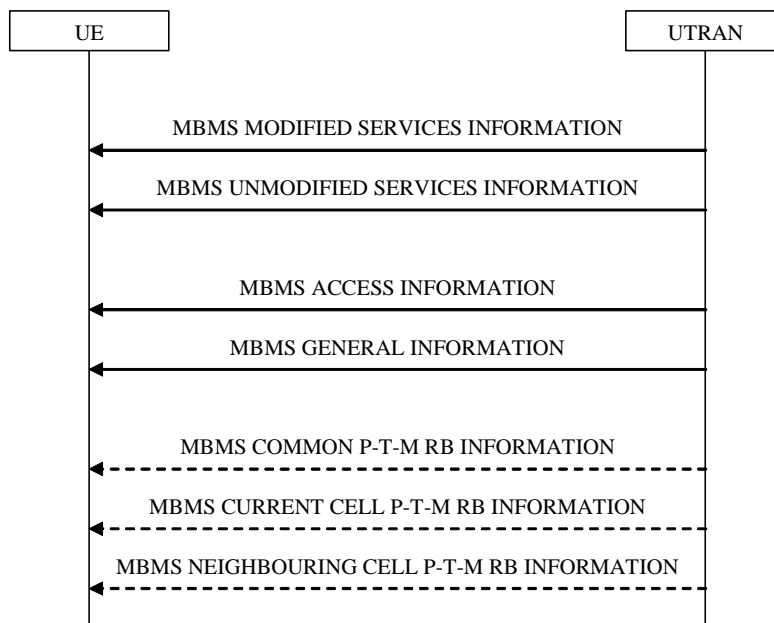 UE
UTRAN
MBMS MODIFIED SERVICES INFORMATION
MBMS UNMODIFIED SERVICES INFORMATION
MBMS ACCESS INFORMATION
MBMS GENERAL INFORMATION
MBMS COMMON P-T-M RB INFORMATION
MBMS CURRENT CELL P-T-M RB INFORMATION
MBMS NEIGHBOURING CELL P-T-M RB INFORMATION